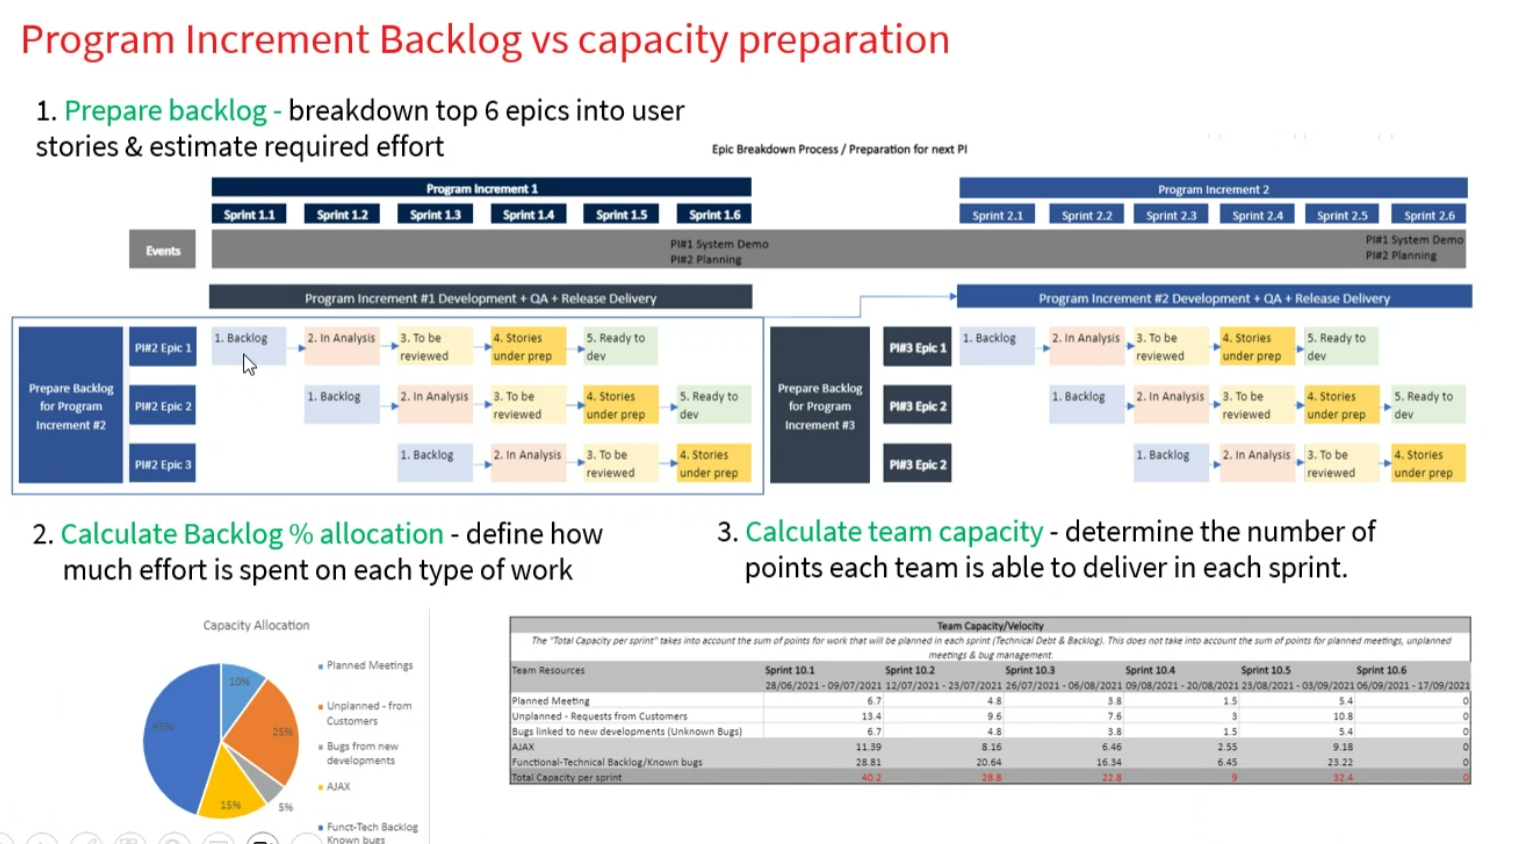 Program Increment Backlog vs capacity preparation
1. Prepare backlog - breakdown top 6 epics into user
stories & estimate required effort
Epic Breakdown Process / Preparation for next PI
Program Increment 1
Program Increment 2
Sprint 1.1 Sprint 1.2 Sprint 1.3 Sprint 1.4 Sprint 1.5 Sprint 1.6
Sprint 2.1 Sprint 2.2 Sprint 2.3 Sprint 2.4 Sprint 2.5 Sprint 2.6
Events
PI#1 System Demo
PI#2 Planning
PI#1 System Demo
PI#2 Planning
Program Increment #1 Development + QA + Release Delivery
Program Increment #2 Development + QA + Release Delivery
Prepare Backlog
for Program
Increment #2
PI#2 Epic 1
1. Backlog
2. In Analysis
3. To be
reviewed
4. Stories
under prep
5. Ready to
dev
PI#2 Epic 2
1. Backlog
2. In Analysis
3. To be
reviewed
4. Stories
under prep
5. Ready to
dev
PI#2 Epic 3
1. Backlog
2. In Analysis
3. To be
reviewed
4. Stories
under prep
Prepare Backlog
for Program
Increment #3
PI#3 Epic 1
1. Backlog
2. In Analysis
3. To be
reviewed
4. Stories
under prep
5. Ready to
dev
PI#3 Epic 2
1. Backlog
2. In Analysis
3. To be
reviewed
4. Stories
under prep
5. Ready to
dev
PI#3 Epic 2
1. Backlog
2. In Analysis
3. To be
reviewed
4. Stories
under prep
2. Calculate Backlog % allocation - define how
much effort is spent on each type of work
3. Calculate team capacity - determine the number of
points each team is able to deliver in each sprint.
Capacity Allocation
10%
25%
5%
15%
45%
Planned Meetings
Unplanned - from
Customers
Bugs from new
developments
AJAX
Funct-Tech Backlog
Known bugs
Team Capacity/Velocity
The "Total Capacity per sprint" takes into account the sum of points for work that will be planned in each sprint (Technical Debt & Backlog). This does not take into account the sum of points for planned meetings, unplanned
meetings & bug management.
Team Resources Sprint 10.1 Sprint 10.2 Sprint 10.3 Sprint 10.4 Sprint 10.5 Sprint 10.6
28/06/2021 - 09/07/2021 12/07/2021 - 23/07/2021 26/07/2021 - 06/08/2021 09/08/2021 - 20/08/2021 23/08/2021 - 03/09/2021 06/09/2021 - 17/09/2021
Planned Meeting 6.7 4.8 3.8 1.5 5.4 0
Unplanned - Requests from Customers 13.4 9.6 7.6 3 10.8 0
Bugs linked to new developments (Unknown Bugs) 6.7 4.8 3.8 1.5 5.4 0
AJAX 11.39 8.16 6.46 2.55 9.18 0
Functional-Technical Backlog/Known bugs 28.81 20.64 16.34 6.45 23.22 0
Total Capacity per sprint 40.2 28.8 22.8 9 32.4 0